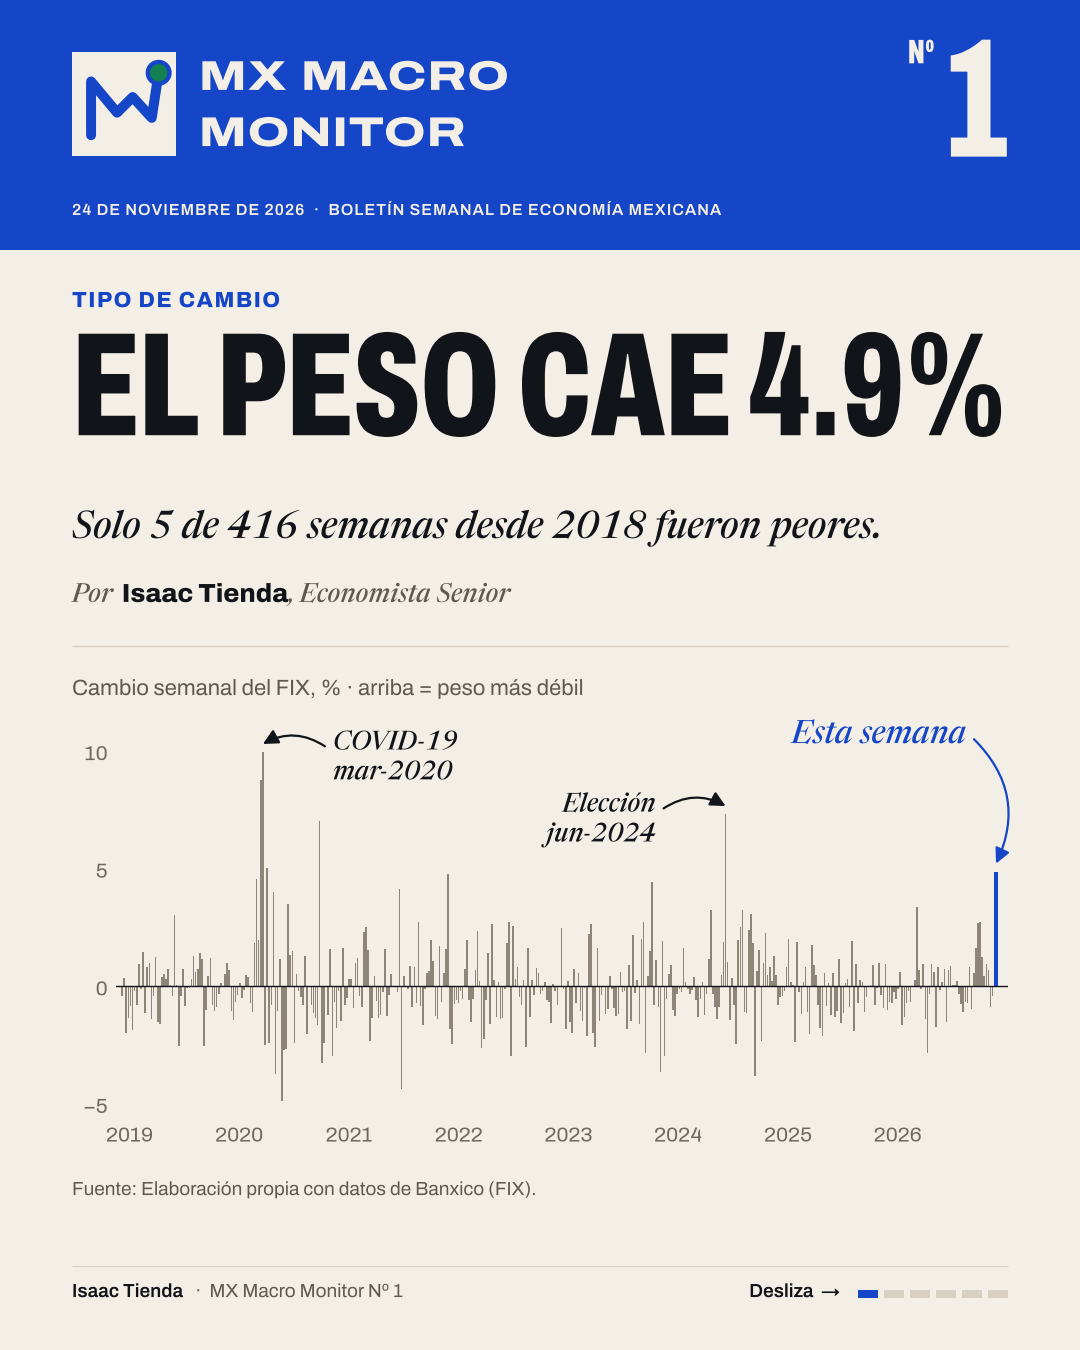 MX MACRO
MONITOR
Nº 1
24 DE NOVIEMBRE DE 2026 · BOLETÍN SEMANAL DE ECONOMÍA MEXICANA
TIPO DE CAMBIO
EL PESO CAE 4.9%
Solo 5 de 416 semanas desde 2018 fueron peores.
Por Isaac Tienda, Economista Senior
Cambio semanal del FIX, % · arriba = peso más débil
Esta semana
COVID-19
mar-2020
Elección
jun-2024
10
5
0
−5
2019 2020 2021 2022 2023 2024 2025 2026
Fuente: Elaboración propia con datos de Banxico (FIX).
Isaac Tienda · MX Macro Monitor Nº 1
Desliza →